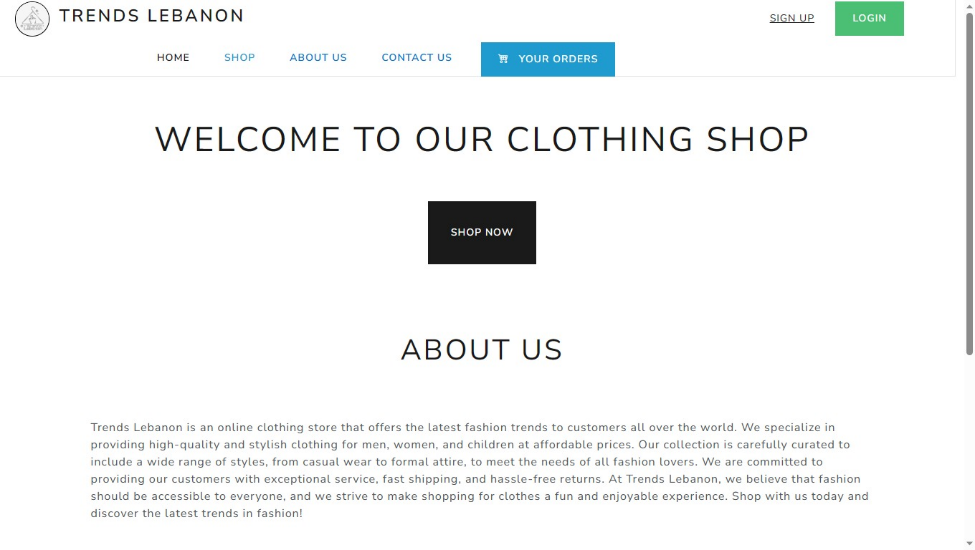 TRENDS LEBANON
SIGN UP
LOGIN
HOME
SHOP
ABOUT US
CONTACT US
YOUR ORDERS
WELCOME TO OUR CLOTHING SHOP
SHOP NOW
ABOUT US
Trends Lebanon is an online clothing store that offers the latest fashion trends to customers all over the world. We specialize in
providing high-quality and stylish clothing for men, women, and children at affordable prices. Our collection is carefully curated to
include a wide range of styles, from casual wear to formal attire, to meet the needs of all fashion lovers. We are committed to
providing our customers with exceptional service, fast shipping, and hassle-free returns. At Trends Lebanon, we believe that fashion
should be accessible to everyone, and we strive to make shopping for clothes a fun and enjoyable experience. Shop with us today and
discover the latest trends in fashion!